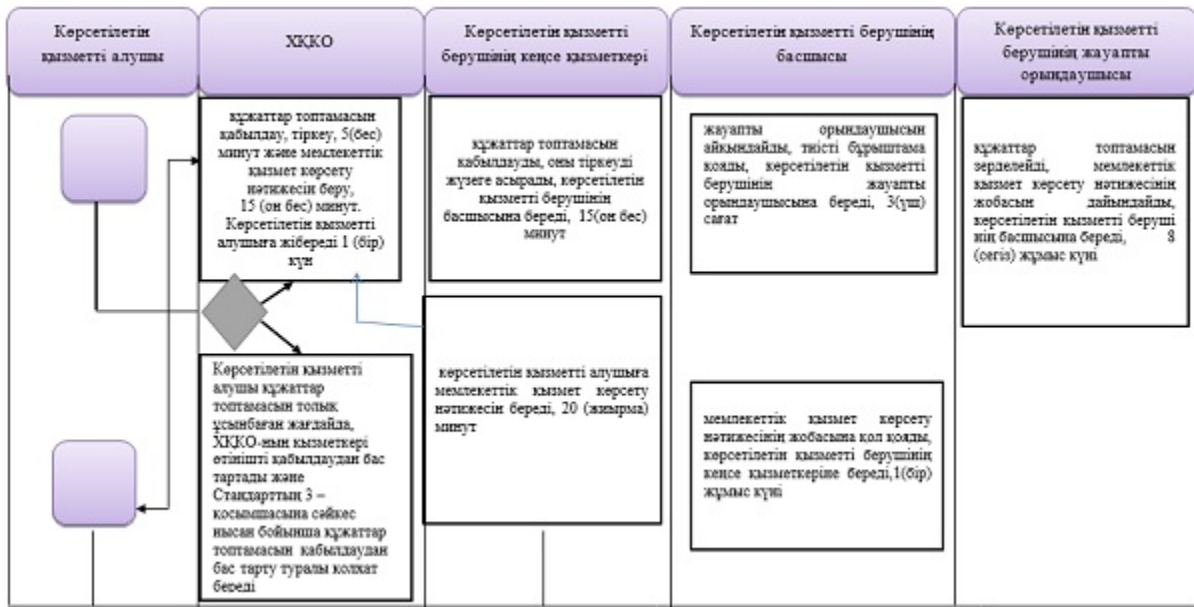 Көрсетілетін
қызметті алушы
ХҚКО
Көрсетілетін қызметті
берушінің кеңсе қызметкері
Көрсетілетін қызметті берушінің
басшысы
Көрсетілетін қызметті
берушінің жауапты
орындаушысы
құжаттар топтамасын
қабылдау, тіркеу, 5(бес)
минут және мемлекеттік
қызмет көрсету
нәтижесін беру,
15 (он бес) минут.
Көрсетілетін қызметті
алушыға жібереді 1 (бір)
күн
құжаттар топтамасын
қабылдауды, оны тіркеуді
жүзеге асырады, көрсетілетін
қызметті берушінің
басшысына береді, 15(он бес)
минут
жауапты орындаушысын
айқындайды, тиісті бұрыштама
қояды, көрсетілетін қызметті
берушінің жауапты
орындаушысына береді, 3(үш)
сағат
құжаттар топтамасын
зерделейді, мемлекеттік
қызмет көрсету нәтижесінің
жобасын дайындайды,
көрсетілетін қызметті беруші
нің басшысына береді, 8
(сегіз) жұмыс күні
Көрсетілетін қызметті
алушы құжаттар
топтамасын толық
ұсынбаған жағдайда,
ХҚКО-ның қызметкері
өтінішті қабылдаудан бас
тартады және
Стандарттың 3 –
қосымшасына сәйкес
нысан бойынша құжаттар
топтамасын қабылдаудан
бас тарту туралы қолхат
береді
көрсетілетін қызметті алушыға
мемлекеттік қызмет көрсету
нәтижесін береді, 20 (жиырма)
минут
мемлекеттік қызмет көрсету
нәтижесінің жобасына қол қояды,
көрсетілетін қызметті берушінің
кеңсе қызметкеріне береді,1(бір)
жұмыс күні